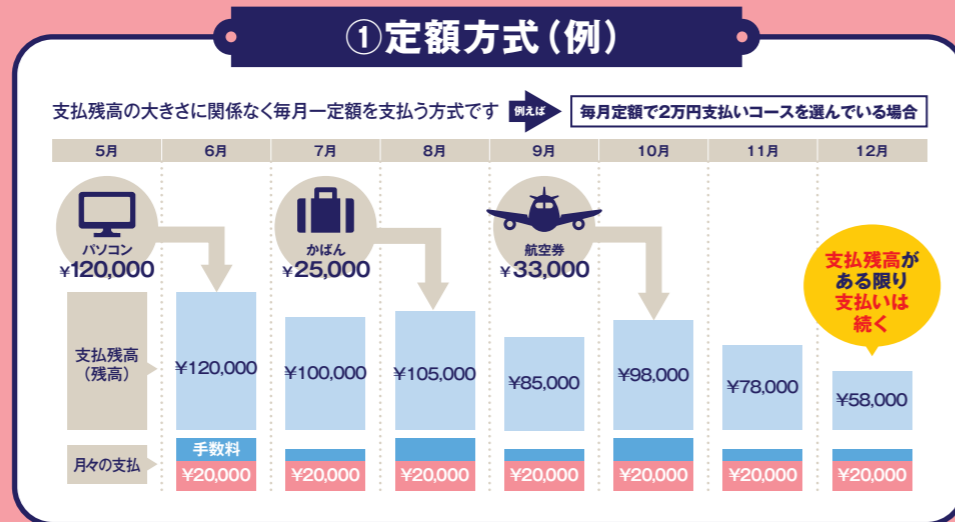 ①定額方式(例)
支払残高の大きさに関係なく毎月一定額を支払う方式です 例えば 毎月定額で2万円支払いコースを選んでいる場合
5月 6月 7月 8月 9月 10月 11月 12月
パソコン
¥120,000
かばん
¥25,000
航空券
¥33,000
支払残高が
ある限り
支払いは
続く
支払残高
(残高)
¥120,000 ¥100,000 ¥105,000 ¥85,000 ¥98,000 ¥78,000 ¥58,000
手数料
月々の支払
¥20,000 ¥20,000 ¥20,000 ¥20,000 ¥20,000 ¥20,000 ¥20,000